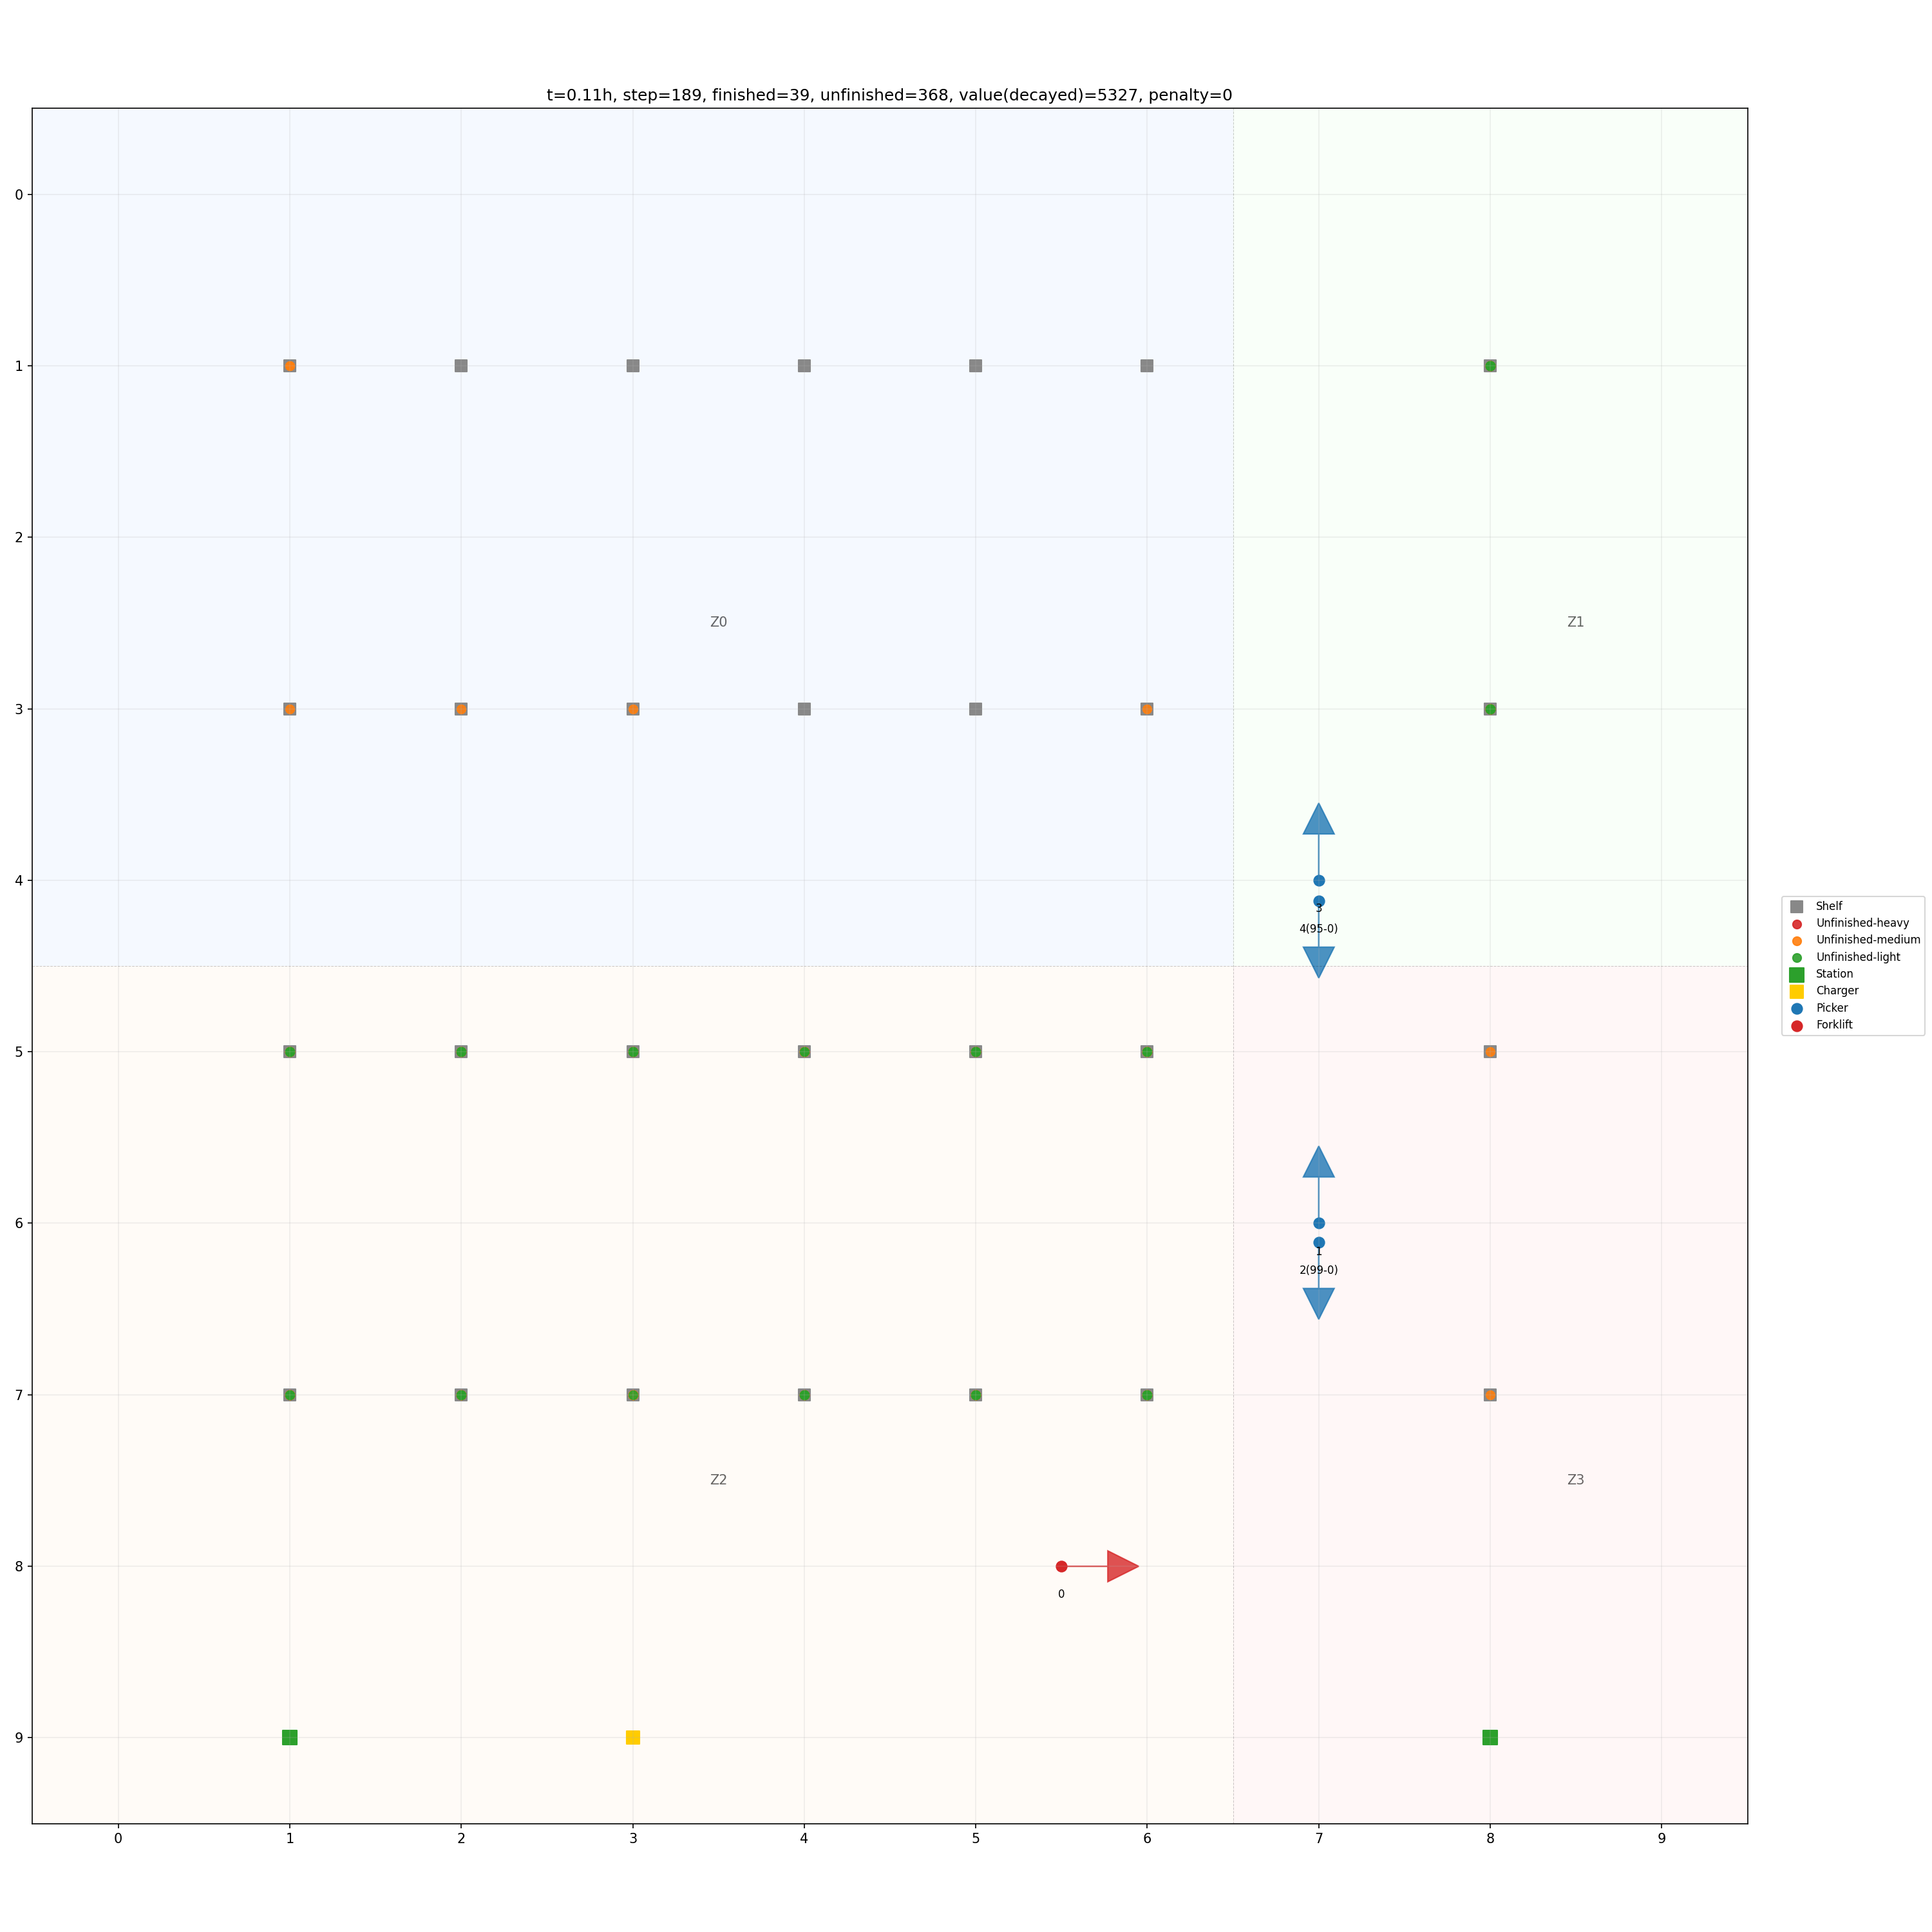 t=0.11h, step=189, finished=39, unfinished=368, value(decayed)=5327, penalty=0
0
1
2
Z0
Z1
3
4
3
4(95-0)
Shelf
Unfinished-heavy
Unfinished-medium
Unfinished-light
Station
Charger
Picker
Forklift
5
6
1
2(99-0)
7
Z2
Z3
8
0
9
0 1 2 3 4 5 6 7 8 9